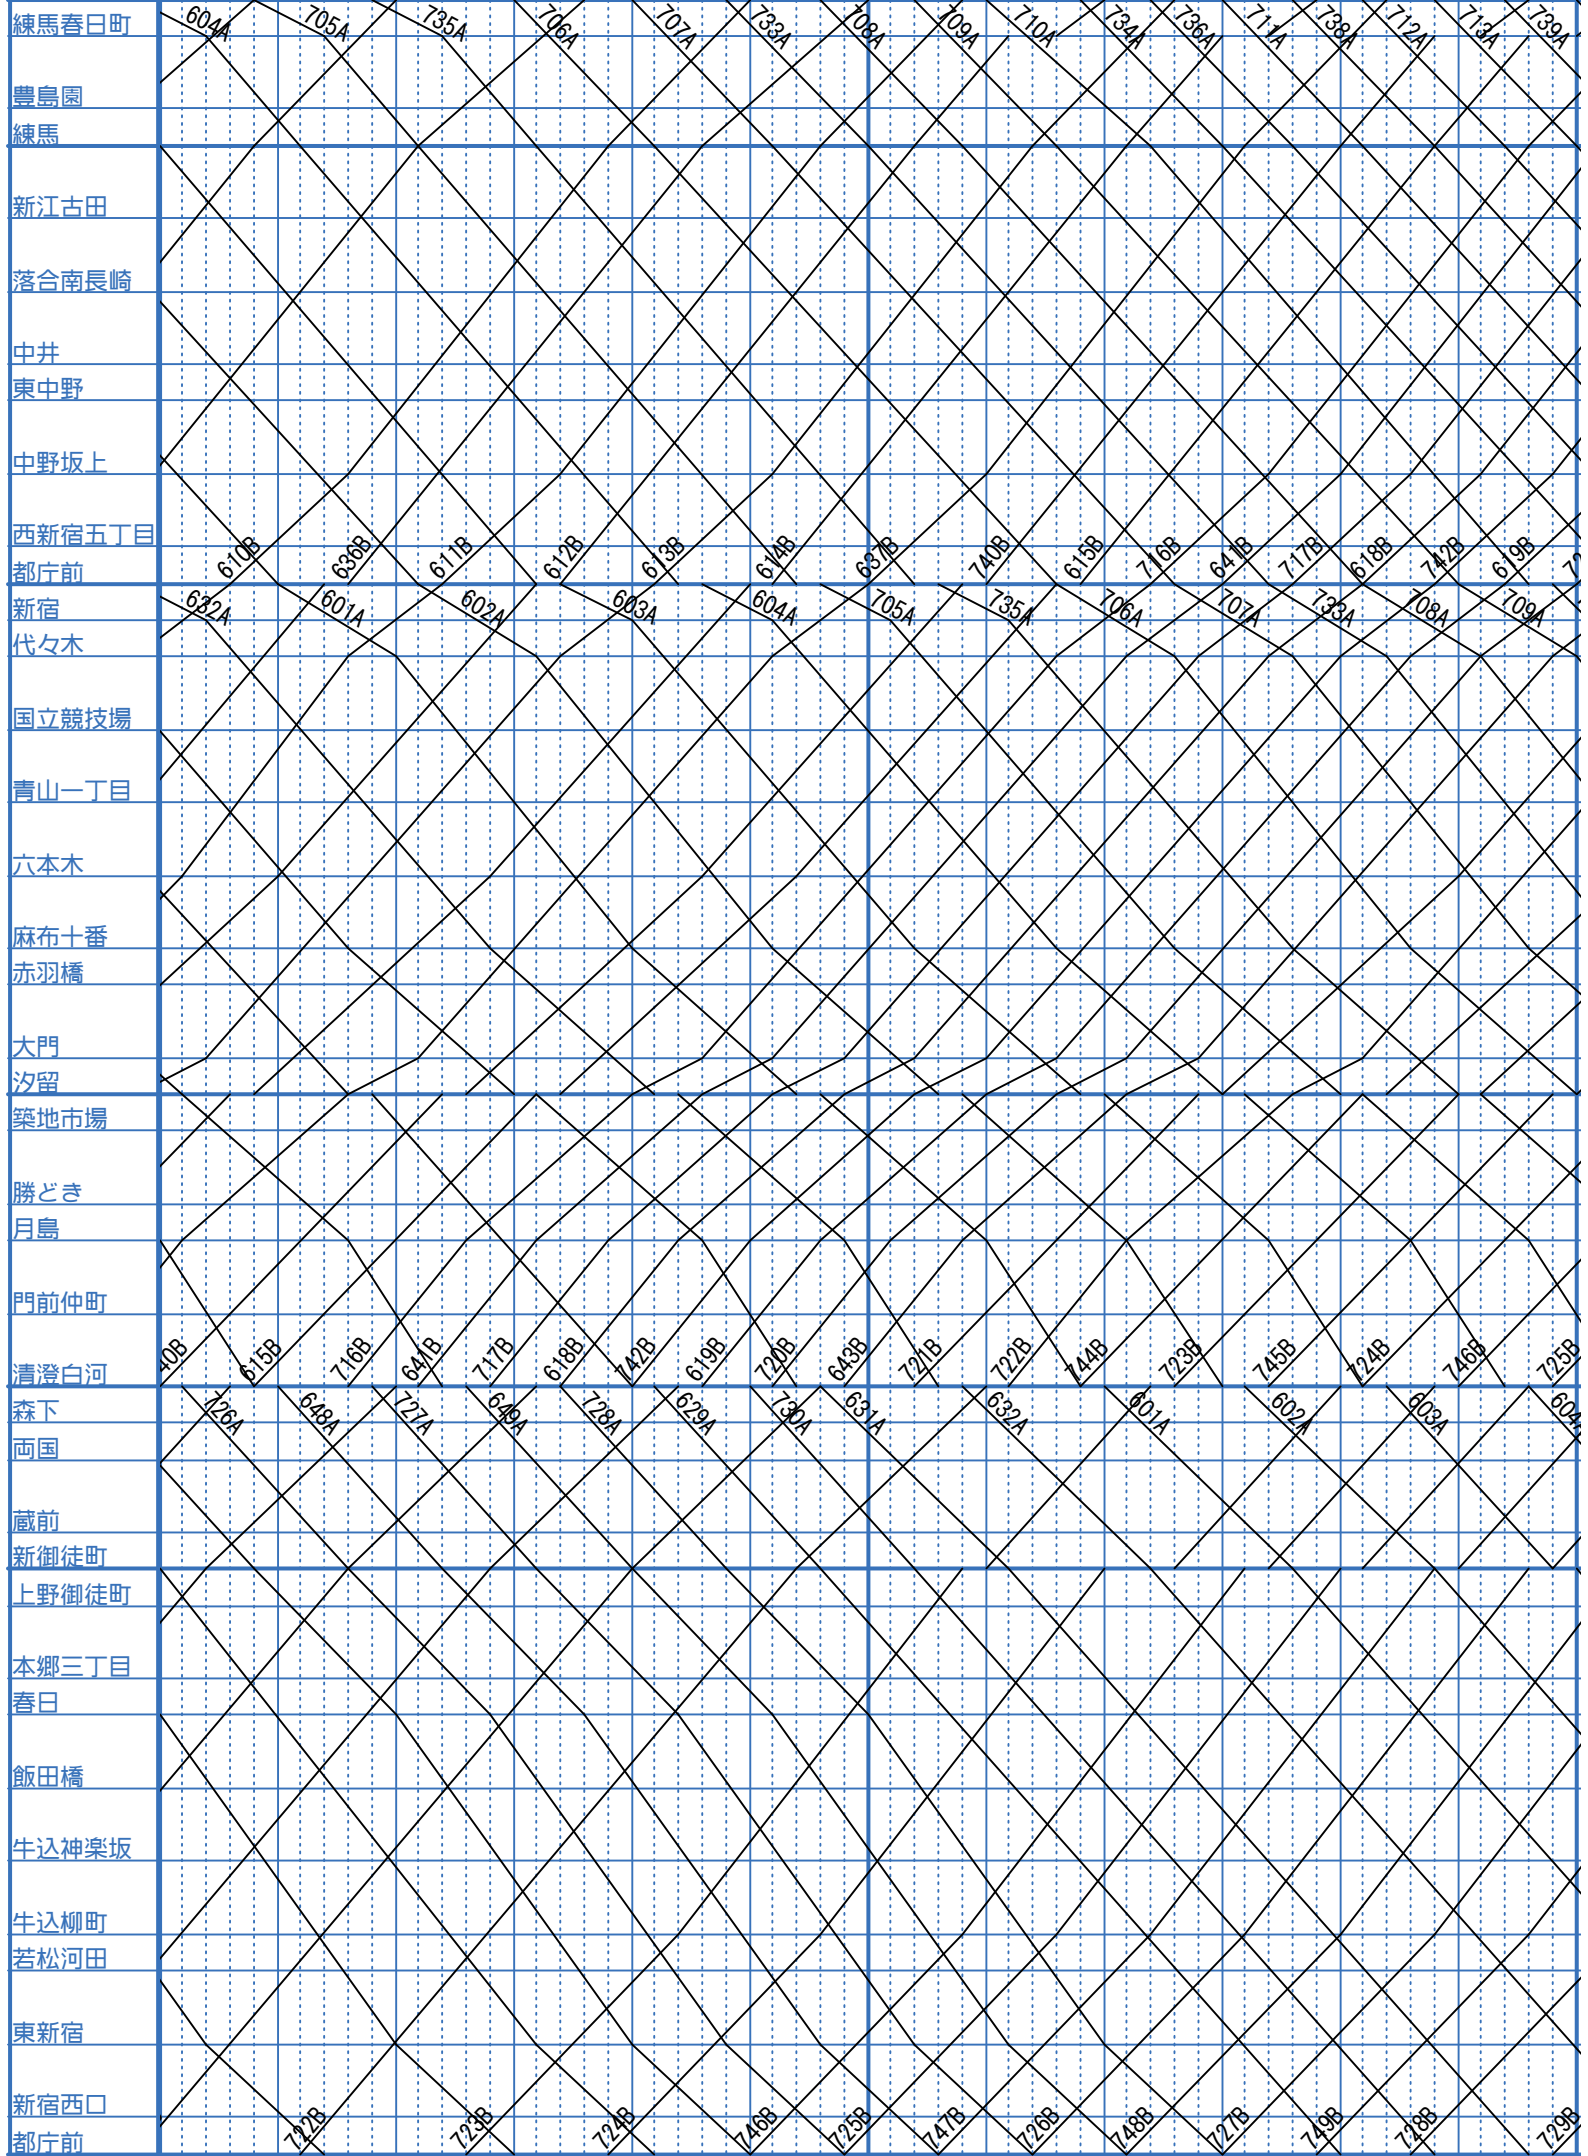 練馬春日町
604A 705A 735A 706A 707A 733A 708A 709A 710A 734A 736A 711A 738A 712A 713A 739A
豊島園
練馬
新江古田
落合南長崎
中井
東中野
中野坂上
西新宿五丁目
都庁前
610B 636B 611B 612B 613B 614B 637B 740B 615B 716B 641B 717B 618B 742B 619B
新宿
632A 601A 602A 603A 604A 705A 735A 706A 707A 733A 708A 709A
代々木
国立競技場
青山一丁目
六本木
麻布十番
赤羽橋
大門
汐留
築地市場
勝どき
月島
門前仲町
清澄白河
40B 615B 716B 641B 717B 618B 742B 619B 720B 643B 721B 722B 744B 723B 745B 724B 746B 725B
森下
726A 648A 727A 649A 728A 629A 730A 631A 632A 601A 602A 603A 604
両国
蔵前
新御徒町
上野御徒町
本郷三丁目
春日
飯田橋
牛込神楽坂
牛込柳町
若松河田
東新宿
新宿西口
都庁前
722B 723B 724B 746B 725B 747B 726B 748B 727B 749B 728B 729B